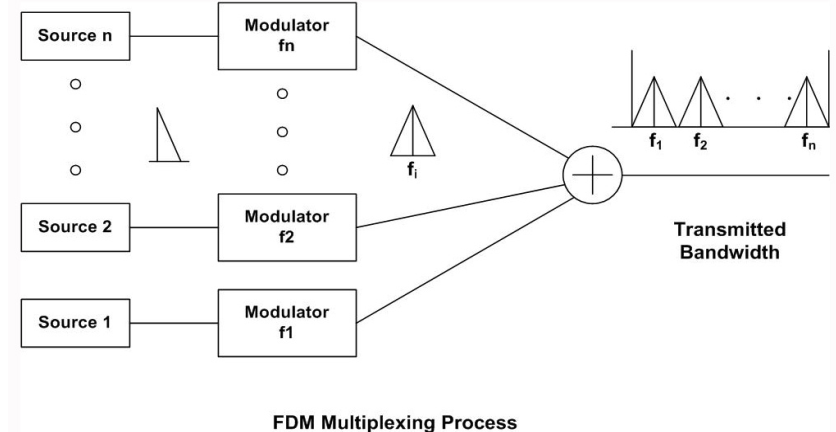 Source n
Modulator
fn
fi
f1
f2
fn
Source 2
Modulator
f2
Transmitted
Bandwidth
Source 1
Modulator
f1
FDM Multiplexing Process